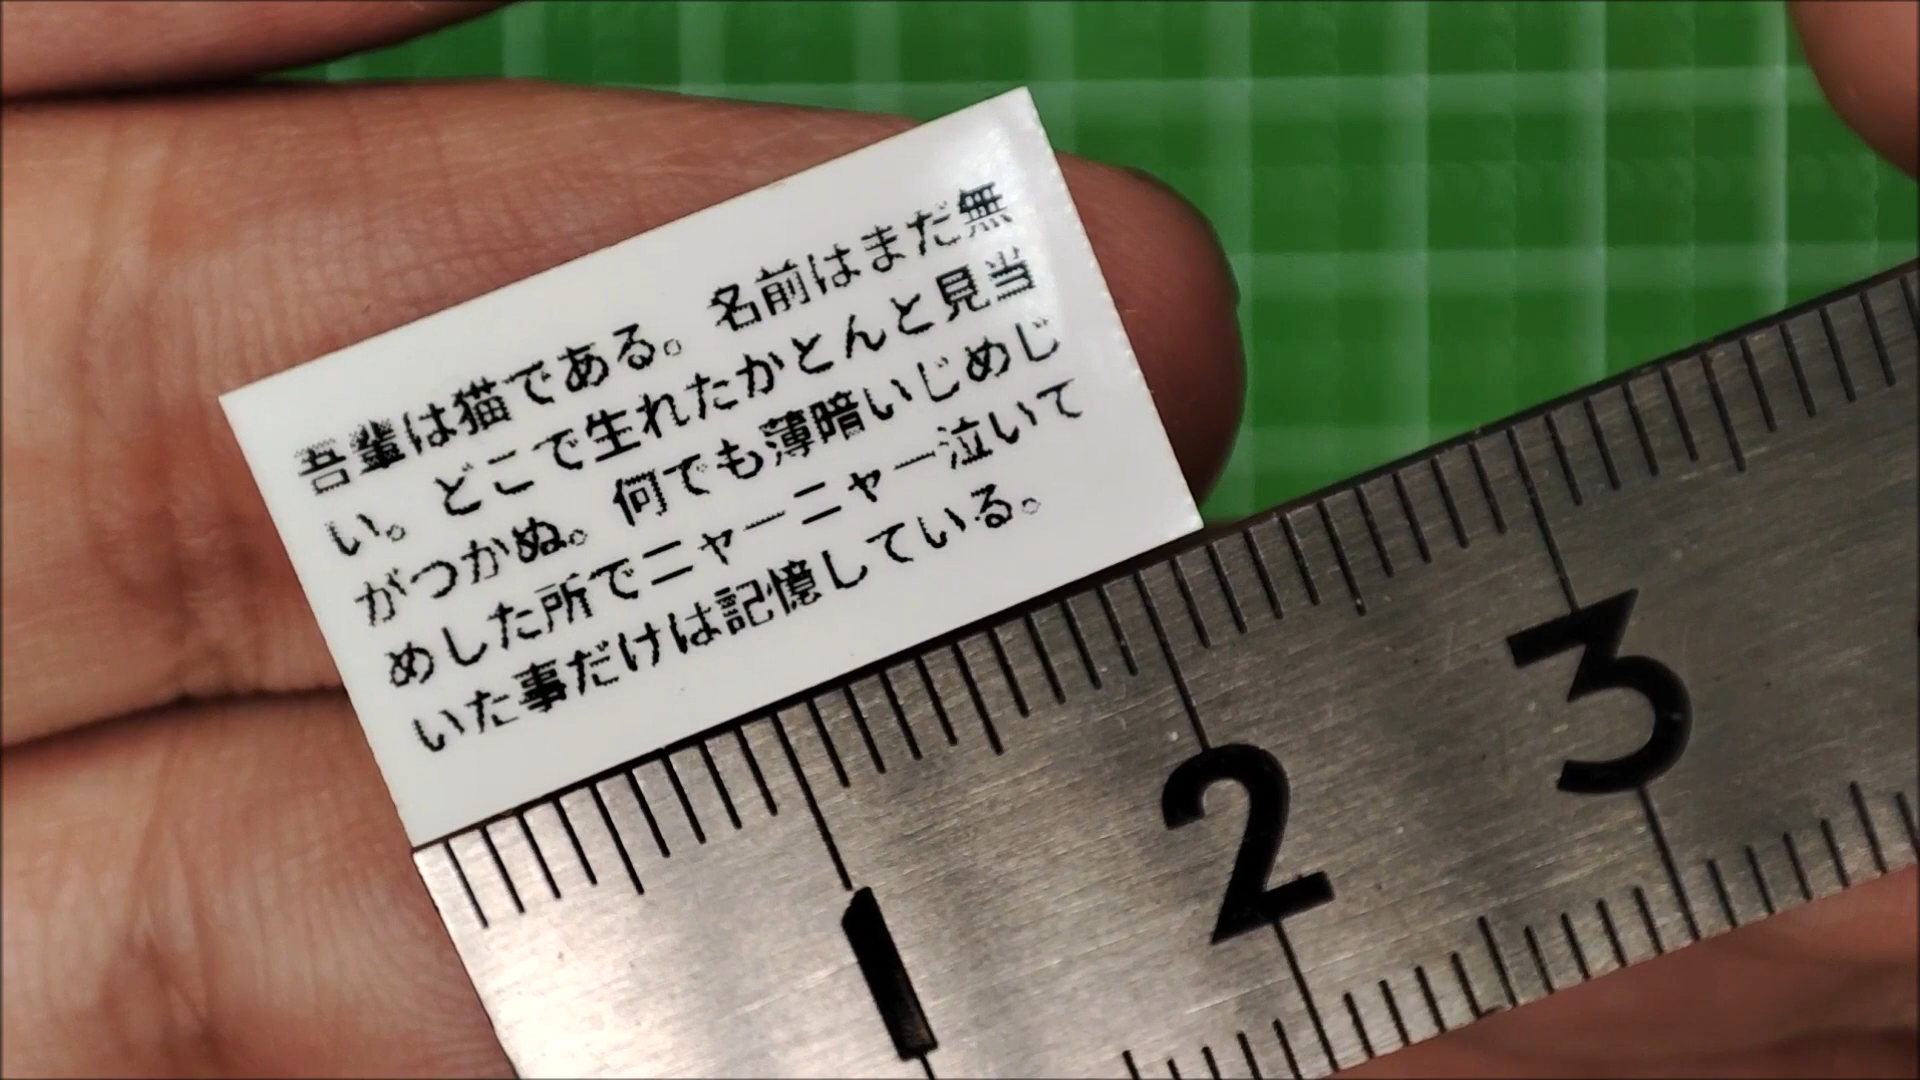 吾輩は猫である。名前はまだ無
い。どこで生れたかとんと見当
がつかぬ。何でも薄暗いじめじ
めした所でニャーニャー泣いて
いた事だけは記憶している。
1 2 3